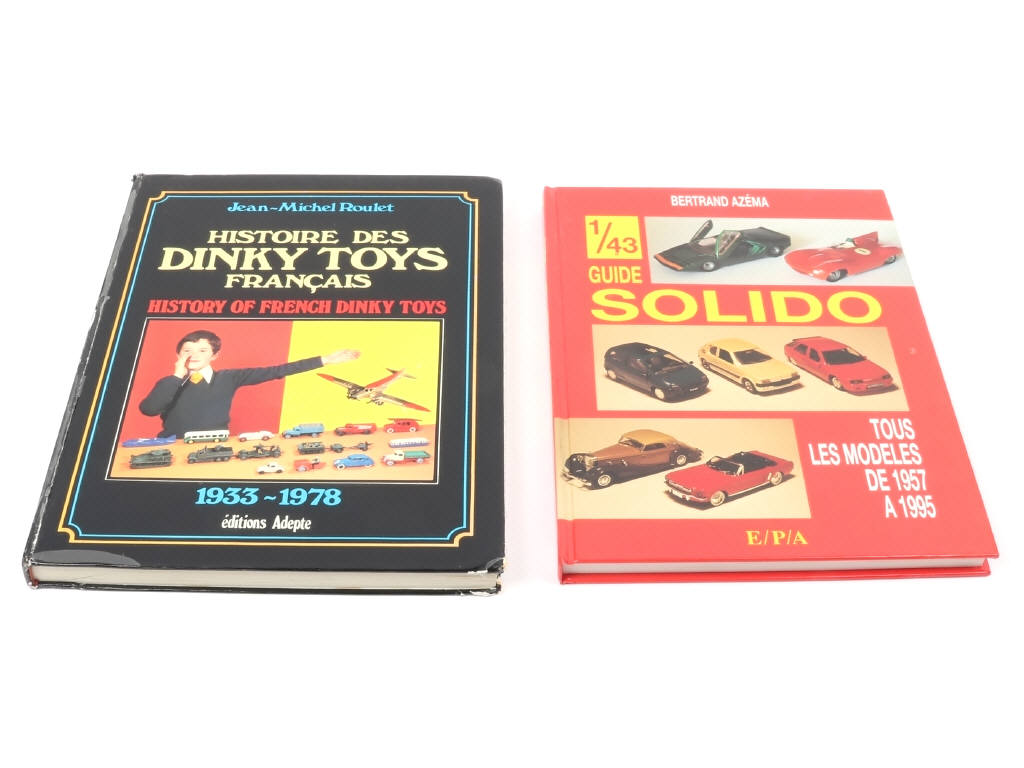 Jean-Michel Roulet
HISTOIRE DES
DINKY TOYS
FRANÇAIS
HISTORY OF FRENCH DINKY TOYS
1933-1978
éditions Adepte
BERTRAND AZÉMA
1/43
GUIDE
SOLIDO
TOUS
LES MODELES
DE 1957
A 1995
E/P/A